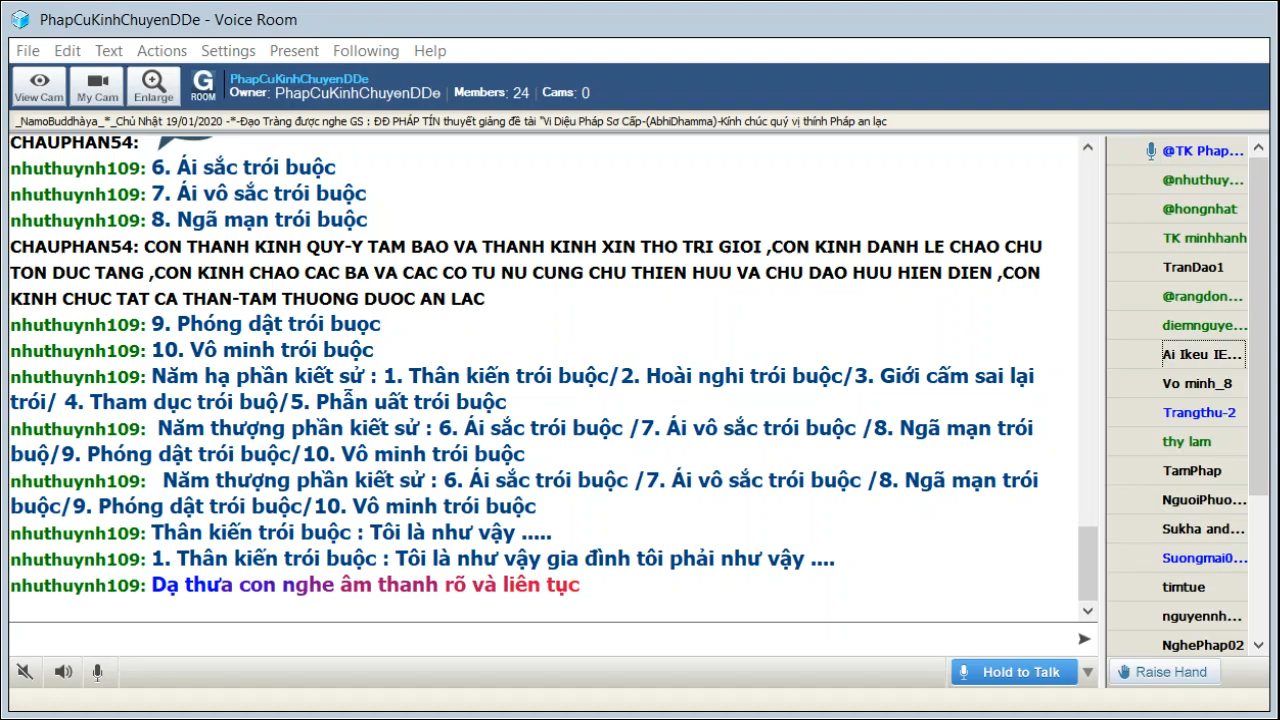 PhapCuKinhChuyenDDe - Voice Room
File Edit Text Actions Settings Present Following Help
View Cam My Cam Enlarge G ROOM
PhapCuKinhChuyenDDe
Owner: PhapCuKinhChuyenDDe Members: 24 Cams: 0
_NamoBuddhàya_*_Chủ Nhật 19/01/2020 -*-Đạo Tràng được nghe GS : ĐĐ PHÁP TÍN thuyết giảng đề tài "Vi Diệu Pháp Sơ Cấp-(AbhiDhamma)-Kính chúc quý vị thính Pháp an lạc
CHAUPHAN54:
nhuthuynh109: 6. Ái sắc trói buộc
nhuthuynh109: 7. Ái vô sắc trói buộc
nhuthuynh109: 8. Ngã mạn trói buộc
CHAUPHAN54: CON THANH KINH QUY-Y TAM BAO VA THANH KINH XIN THO TRI GIOI ,CON KINH DANH LE CHAO CHU
TON DUC TANG ,CON KINH CHAO CAC BA VA CAC CO TU NU CUNG CHU THIEN HUU VA CHU DAO HUU HIEN DIEN ,CON
KINH CHUC TAT CA THAN-TAM THUONG DUOC AN LAC
nhuthuynh109: 9. Phóng dật trói buọc
nhuthuynh109: 10. Vô minh trói buộc
nhuthuynh109: Năm hạ phần kiết sử : 1. Thân kiến trói buộc/2. Hoài nghi trói buộc/3. Giới cấm sai lại
trói/ 4. Tham dục trói buộ/5. Phẫn uất trói buộc
nhuthuynh109: Năm thượng phần kiết sử : 6. Ái sắc trói buộc /7. Ái vô sắc trói buộc /8. Ngã mạn trói
buộ/9. Phóng dật trói buộc/10. Vô minh trói buộc
nhuthuynh109: Năm thượng phần kiết sử : 6. Ái sắc trói buộc /7. Ái vô sắc trói buộc /8. Ngã mạn trói
buộc/9. Phóng dật trói buộc/10. Vô minh trói buộc
nhuthuynh109: Thân kiến trói buộc : Tôi là như vậy .....
nhuthuynh109: 1. Thân kiến trói buộc : Tôi là như vậy gia đình tôi phải như vậy ....
nhuthuynh109: Dạ thưa con nghe âm thanh rõ và liên tục
@TK Phap...
@nhuthuy...
@hongnhat
TK minhhanh
TranDao1
@rangdon...
diemnguye...
Ai Ikeu IE...
Vo minh_8
Trangthu-2
thy lam
TamPhap
NguoiPhuo...
Sukha and...
Suongmai0...
timtue
nguyennh...
NghePhap02
Hold to Talk
Raise Hand